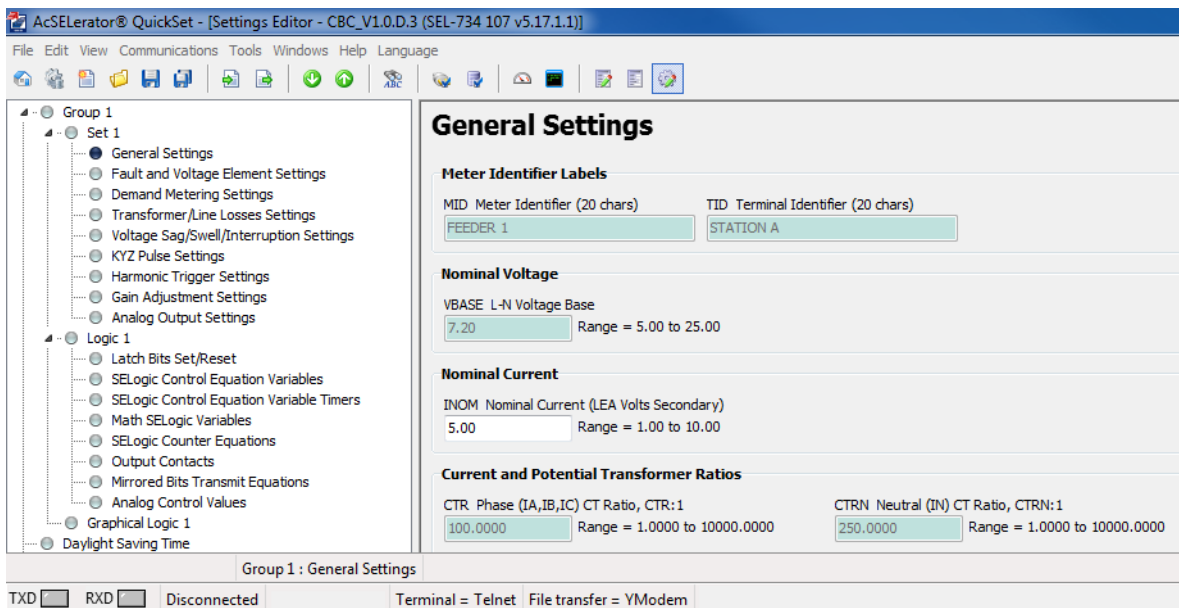 AcSELerator® QuickSet - [Settings Editor - CBC_V1.0.D.3 (SEL-734 107 v5.17.1.1)]
File Edit View Communications Tools Windows Help Language
ABC
Group 1
Set 1
General Settings
Fault and Voltage Element Settings
Demand Metering Settings
Transformer/Line Losses Settings
Voltage Sag/Swell/Interruption Settings
KYZ Pulse Settings
Harmonic Trigger Settings
Gain Adjustment Settings
Analog Output Settings
Logic 1
Latch Bits Set/Reset
SELogic Control Equation Variables
SELogic Control Equation Variable Timers
Math SELogic Variables
SELogic Counter Equations
Output Contacts
Mirrored Bits Transmit Equations
Analog Control Values
Graphical Logic 1
Daylight Saving Time
General Settings
Meter Identifier Labels
MID Meter Identifier (20 chars) TID Terminal Identifier (20 chars)
FEEDER 1 STATION A
Nominal Voltage
VBASE L-N Voltage Base
7.20 Range = 5.00 to 25.00
Nominal Current
INOM Nominal Current (LEA Volts Secondary)
5.00 Range = 1.00 to 10.00
Current and Potential Transformer Ratios
CTR Phase (IA,IB,IC) CT Ratio, CTR:1 CTRN Neutral (IN) CT Ratio, CTRN:1
100.0000 Range = 1.0000 to 10000.0000 250.0000 Range = 1.0000 to 10000.0000
Group 1 : General Settings
TXD RXD Disconnected Terminal = Telnet File transfer = YModem